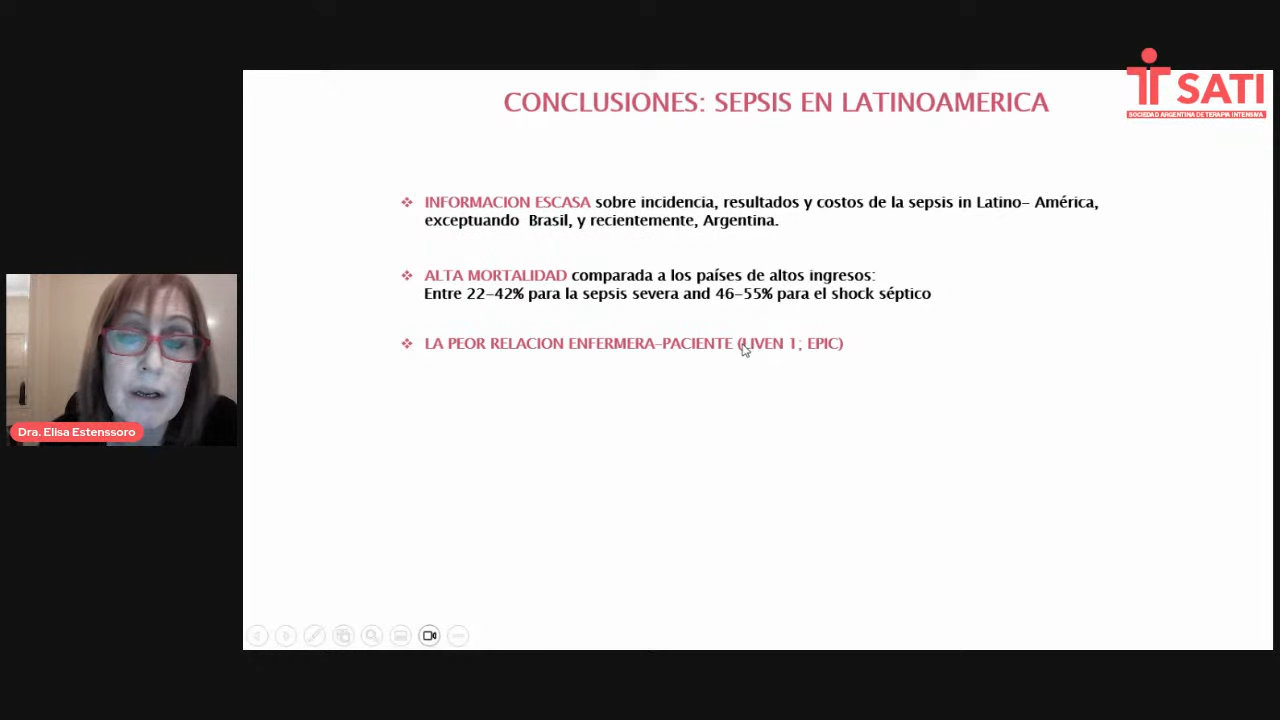 SATI
SOCIEDAD ARGENTINA DE TERAPIA INTENSIVA
CONCLUSIONES: SEPSIS EN LATINOAMERICA
INFORMACION ESCASA sobre incidencia, resultados y costos de la sepsis in Latino- América,
exceptuando Brasil, y recientemente, Argentina.
ALTA MORTALIDAD comparada a los países de altos ingresos:
Entre 22-42% para la sepsis severa and 46-55% para el shock séptico
LA PEOR RELACION ENFERMERA-PACIENTE (LIVEN 1; EPIC)
Dra. Elisa Estenssoro